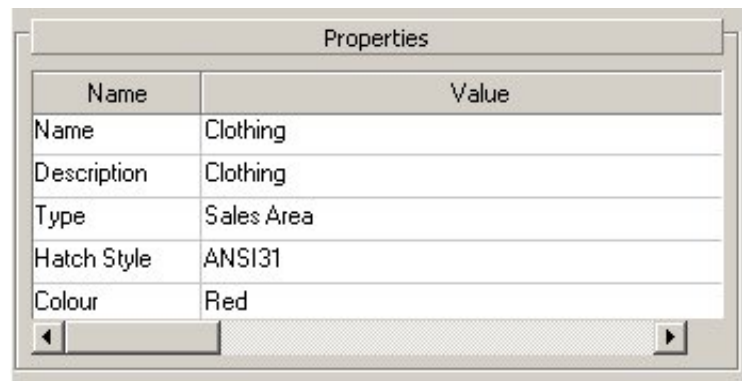 Properties
Name Value
Name Clothing
Description Clothing
Type Sales Area
Hatch Style ANSI31
Colour Red